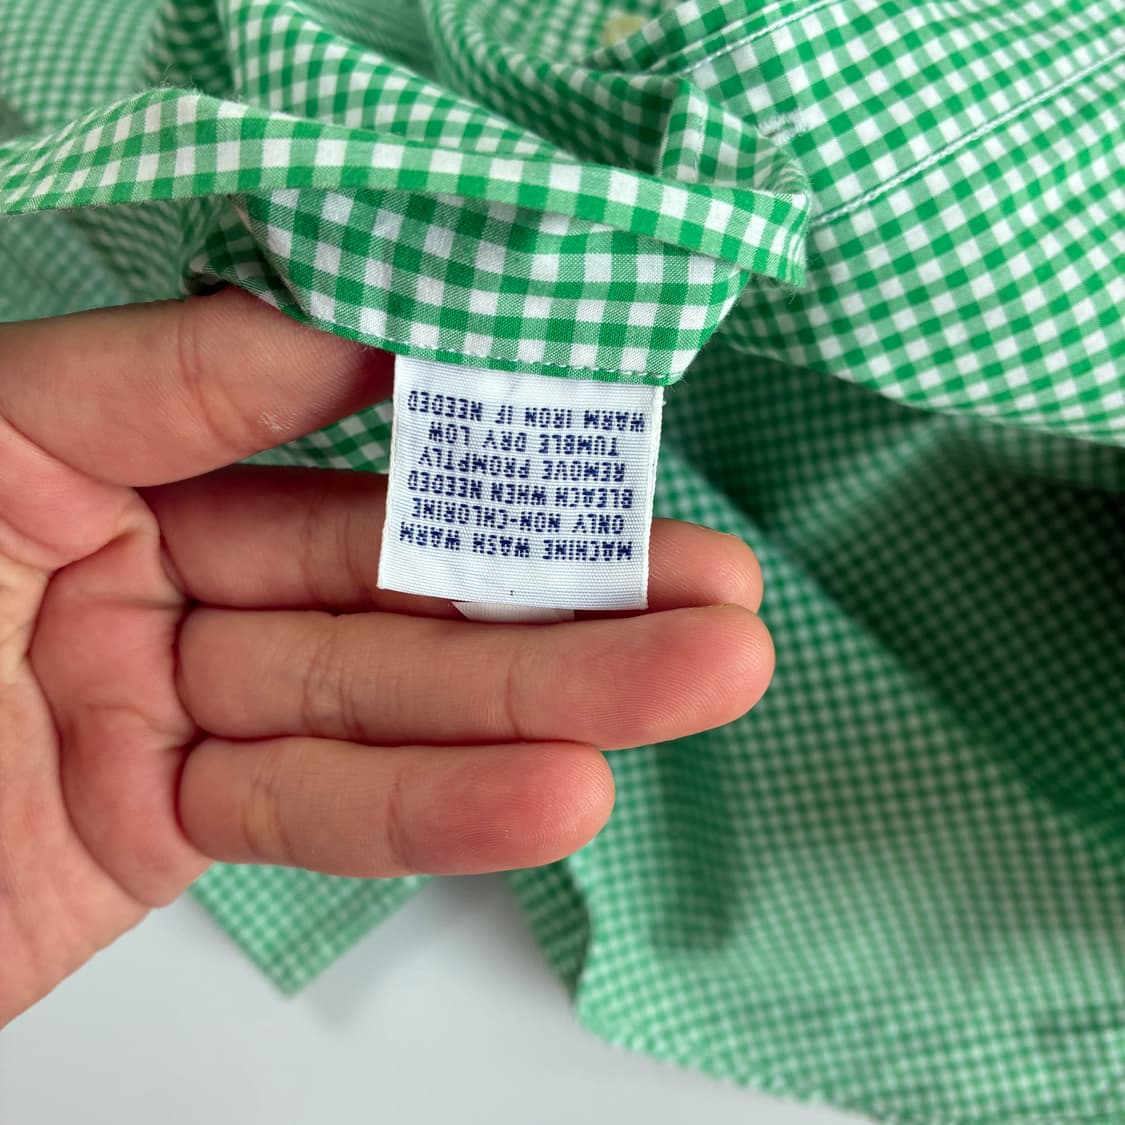 MACHINE WASH WARM
ONLY NON-CHLORINE
BLEACH WHEN NEEDED
REMOVE PROMPTLY
TUMBLE DRY LOW
WARM IRON IF NEEDED